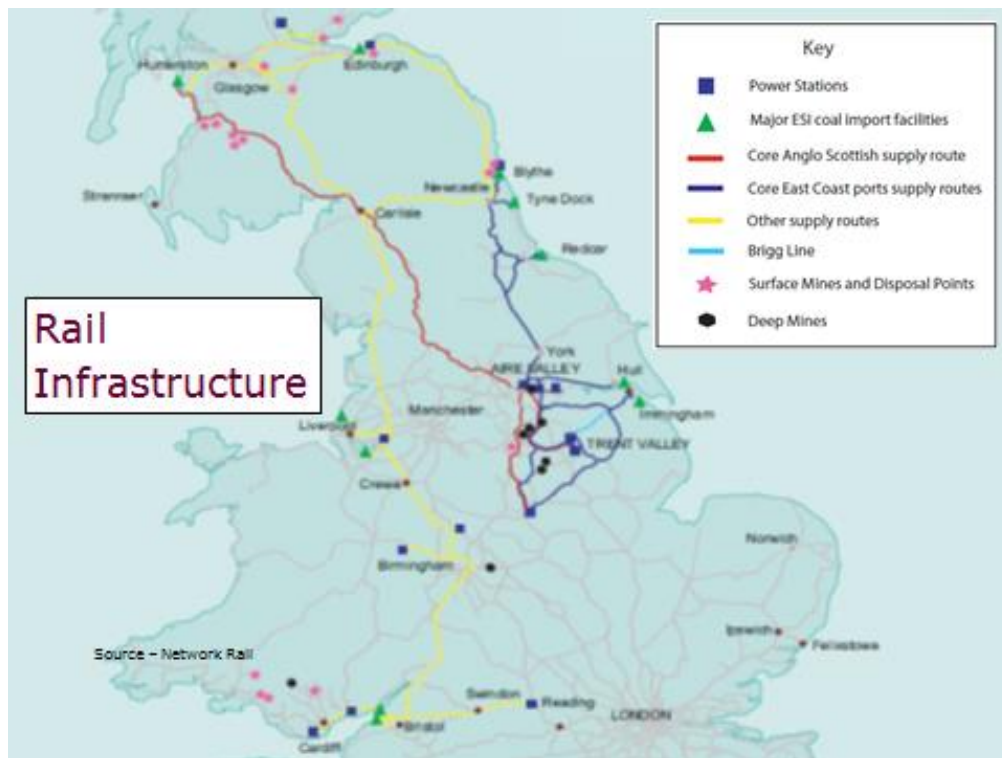 Key
Power Stations
Major ESI coal import facilities
Core Anglo Scottish supply route
Core East Coast ports supply routes
Other supply routes
Brigg Line
Surface Mines and Disposal Points
Deep Mines
Rail
Infrastructure
Hunterston
Glasgow
Edinburgh
Stranraer
Carlisle
Newcastle
Blythe
Tyne Dock
Redcar
York
AIRE VALLEY
Hull
Immingham
Manchester
Liverpool
TRENT VALLEY
Crewe
Birmingham
Norwich
Ipswich
Felixstowe
Source – Network Rail
Swindon
Reading
LONDON
Bristol
Cardiff